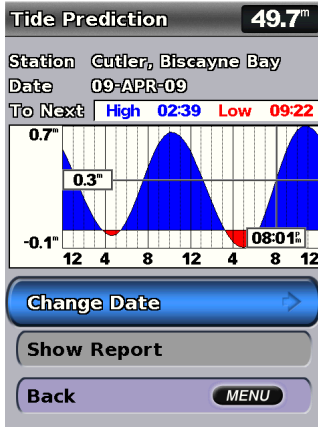 Tide Prediction 49.7m
Station Cutler, Biscayne Bay
Date 09-APR-09
To Next High 02:39 Low 09:22
0.7m
0.3m
-0.1m 08:01Pm
12 4 8 12 4 8 12
Change Date
Show Report
Back MENU